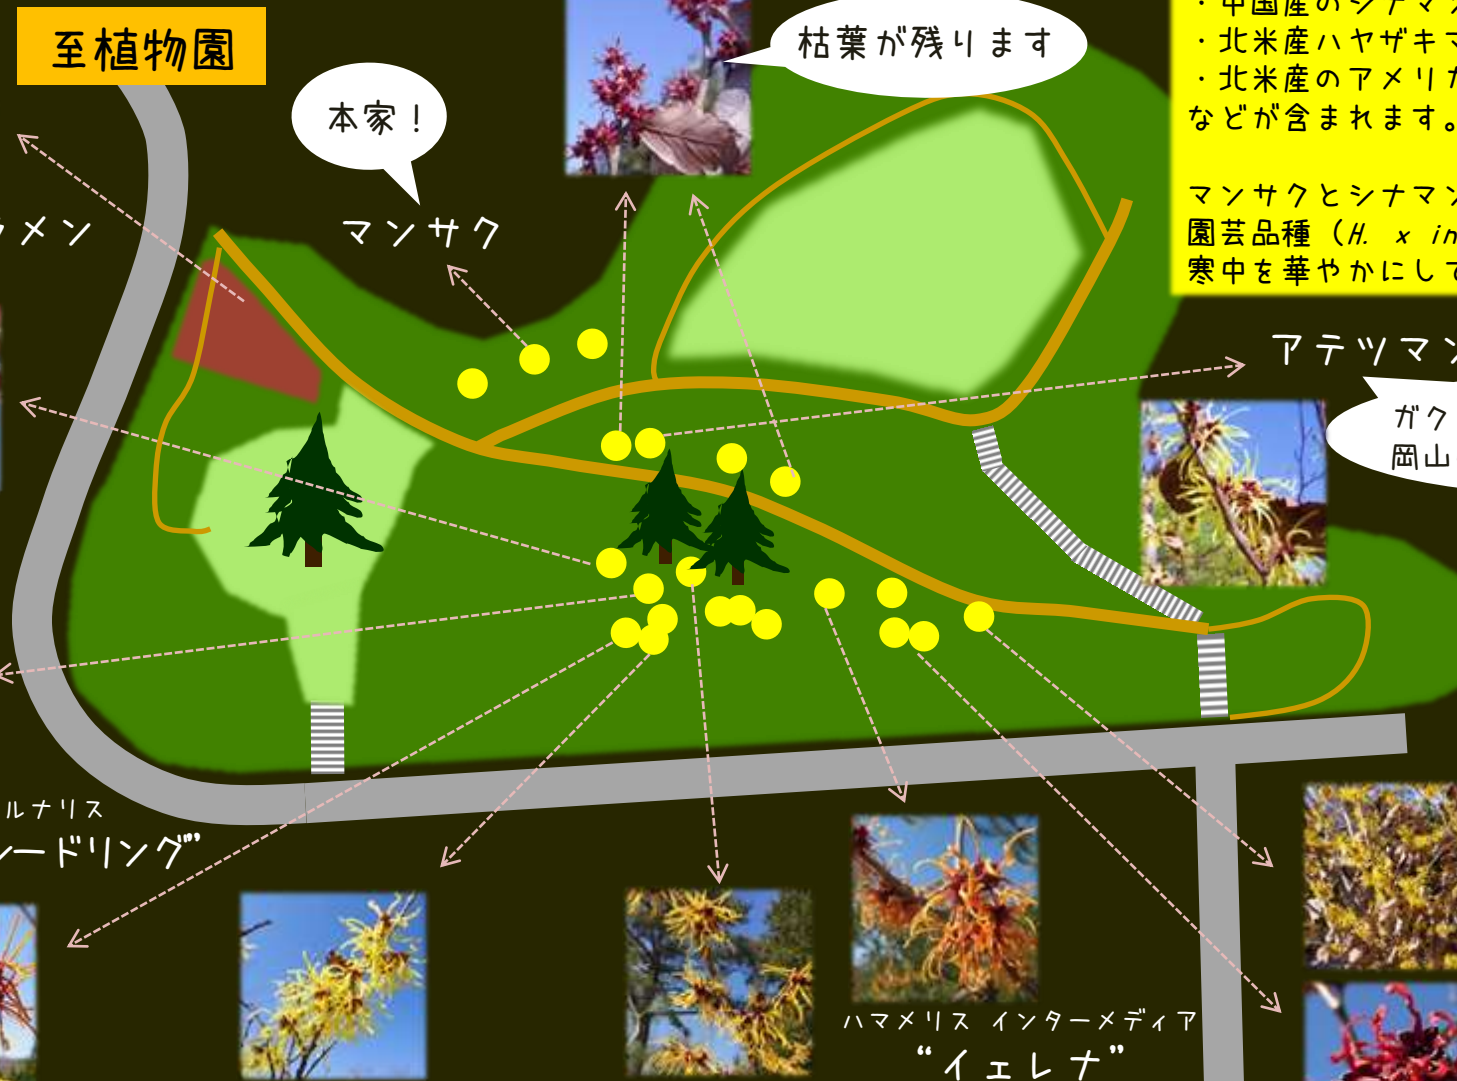 至植物園
枯葉が残ります
本家！
・北米産ハヤザキマ
・北米産のアメリカ
などが含まれます。
マンサクとシナマン
園芸品種（H. x in
寒中を華やかにして
ラメン
マンサク
アテツマン
ガク
岡山
ルナリス
シードリング”
ハマメリス インターメディア
“イェレナ”